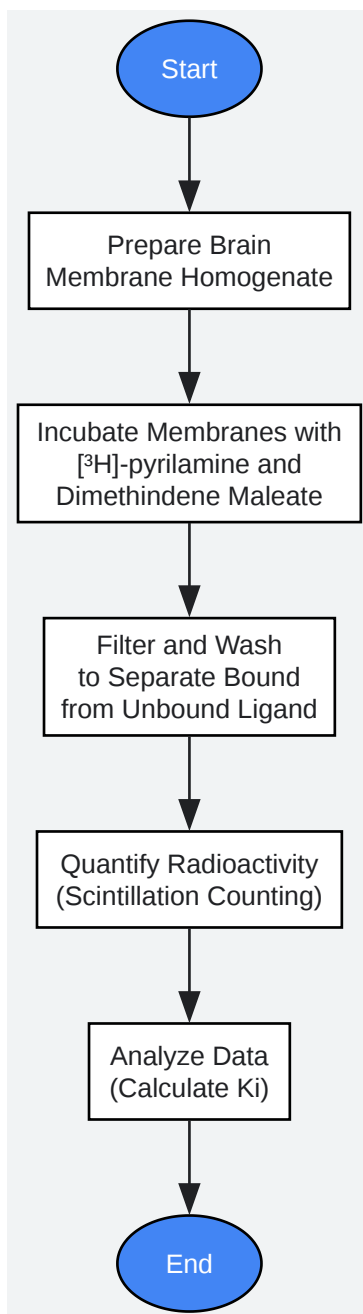 Start
Prepare Brain
Membrane Homogenate
Incubate Membranes with
[³H]-pyrilamine and
Dimethindene Maleate
Filter and Wash
to Separate Bound
from Unbound Ligand
Quantify Radioactivity
(Scintillation Counting)
Analyze Data
(Calculate Ki)
End